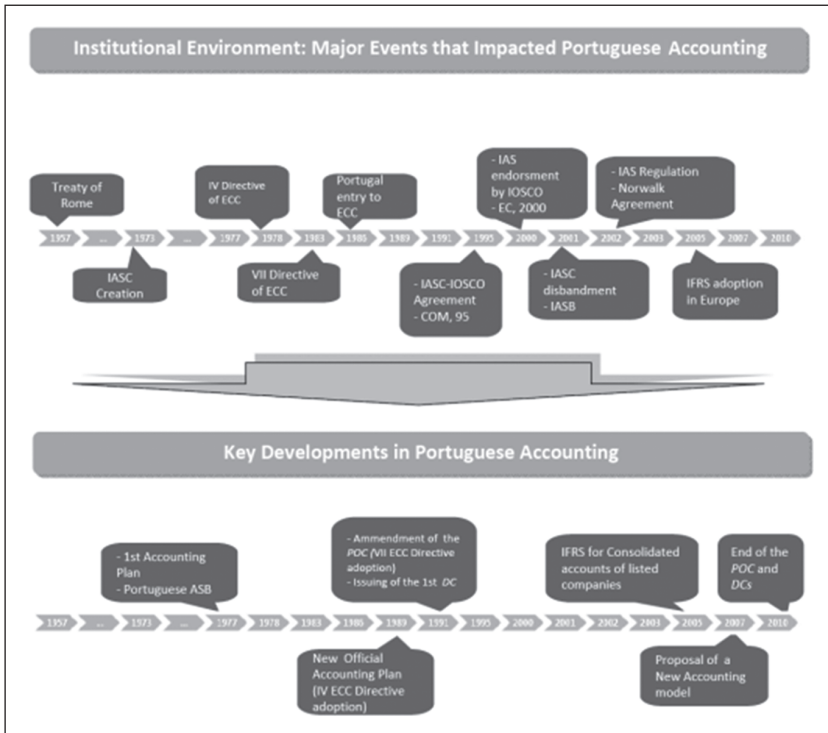 Institutional Environment: Major Events that Impacted Portuguese Accounting
Treaty of
Rome
IV Directive
of ECC
Portugal
entry to
ECC
- IAS
endorsment
by IOSCO
- EC, 2000
- IAS Regulation
- Norwalk
Agreement
1957 ... 1973 ... 1977 1978 1983 1986 1989 1991 1995 2000 2001 2002 2003 2005 2007 2010
IASC
Creation
VII Directive
of ECC
- IASC-IOSCO
Agreement
- COM, 95
- IASC
disbandment
- IASB
IFRS adoption
in Europe
Key Developments in Portuguese Accounting
- 1st Accounting
Plan
- Portuguese ASB
- Ammendment of the
POC (VII ECC Directive
adoption)
- Issuing of the 1st DC
IFRS for Consolidated
accounts of listed
companies
End of the
POC and
DCs
1957 ... 1973 ... 1977 1978 1983 1986 1989 1991 1995 2000 2001 2002 2003 2005 2007 2010
New Official
Accounting Plan
(IV ECC Directive
adoption)
Proposal of a
New Accounting
model